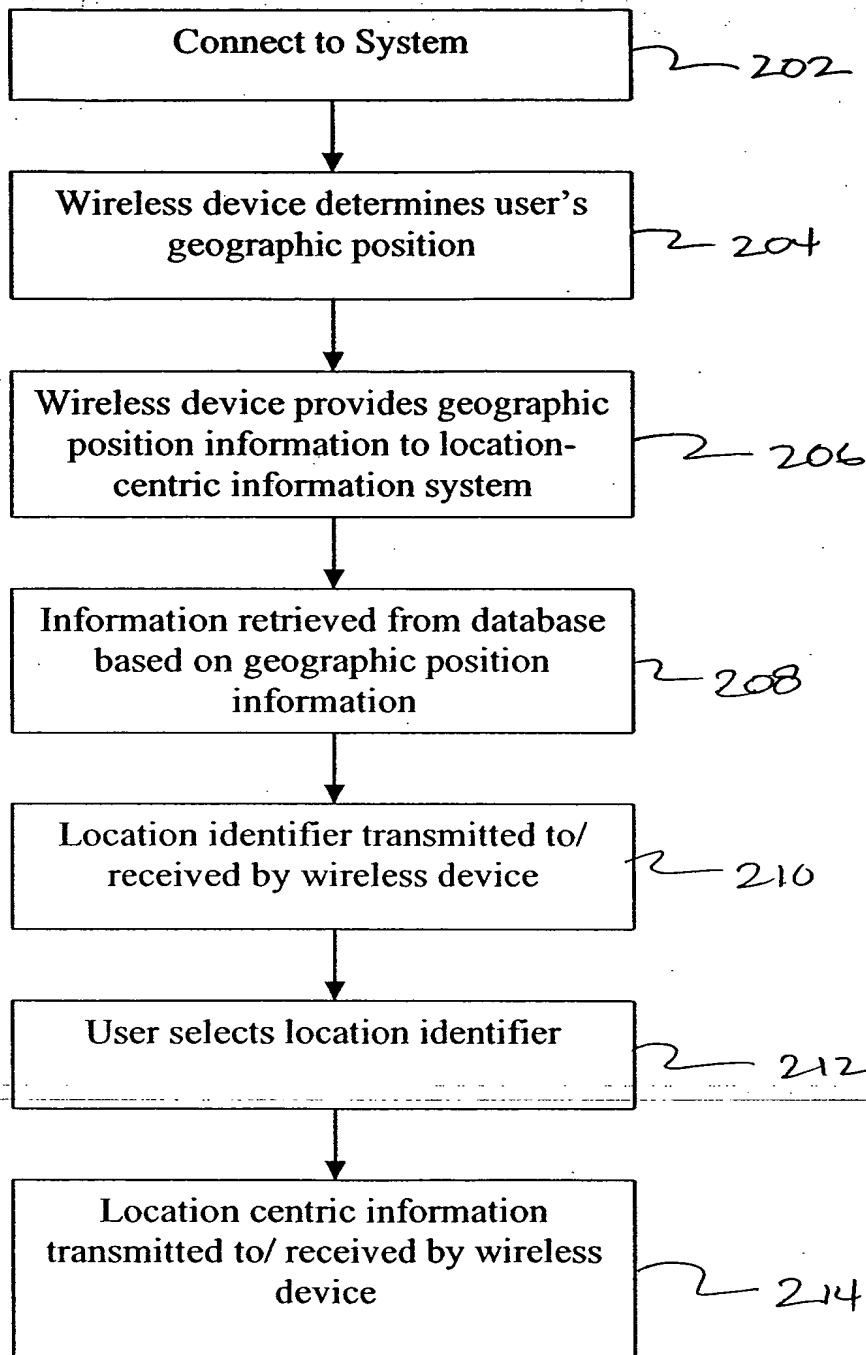 Connect to System
202
Wireless device determines user's
geographic position
204
Wireless device provides geographic
position information to location-
centric information system
206
Information retrieved from database
based on geographic position
information
208
Location identifier transmitted to/
received by wireless device
210
User selects location identifier
212
Location centric information
transmitted to/ received by wireless
device
214